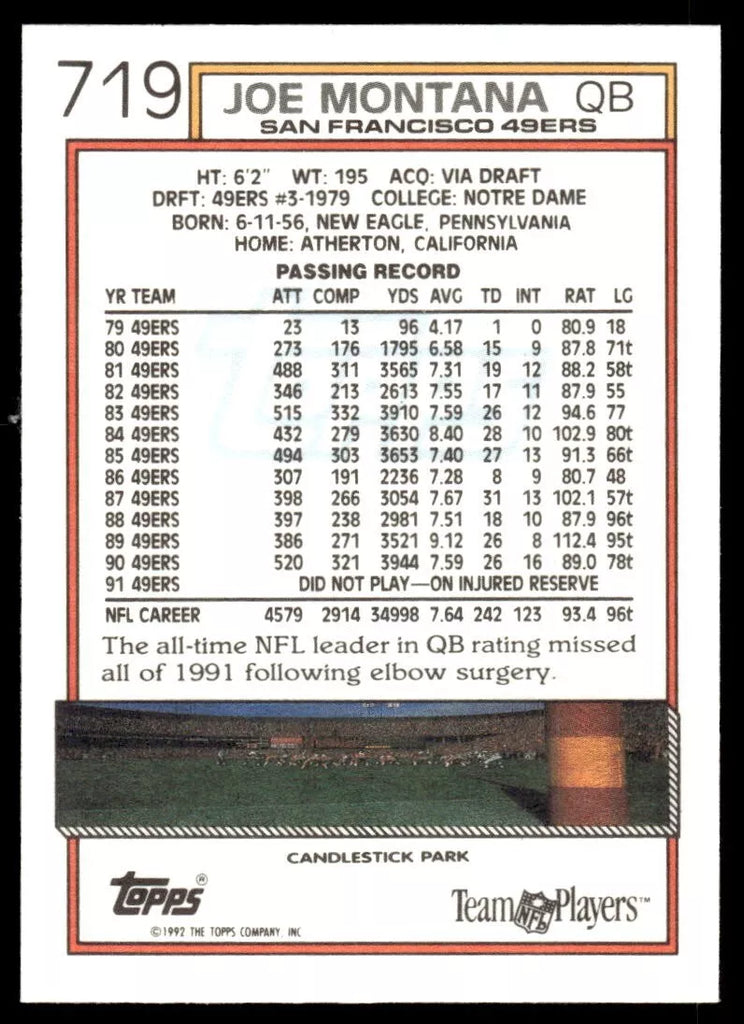 719 JOE MONTANA QB
SAN FRANCISCO 49ERS
HT: 6'2" WT: 195 ACQ: VIA DRAFT
DRFT: 49ERS #3-1979 COLLEGE: NOTRE DAME
BORN: 6-11-56, NEW EAGLE, PENNSYLVANIA
HOME: ATHERTON, CALIFORNIA
PASSING RECORD
YR TEAM ATT COMP YDS AVG TD INT RAT LG
79 49ERS 23 13 96 4.17 1 0 80.9 18
80 49ERS 273 176 1795 6.58 15 9 87.8 71t
81 49ERS 488 311 3565 7.31 19 12 88.2 58t
82 49ERS 346 213 2613 7.55 17 11 87.9 55
83 49ERS 515 332 3910 7.59 26 12 94.6 77
84 49ERS 432 279 3630 8.40 28 10 102.9 80t
85 49ERS 494 303 3653 7.40 27 13 91.3 66t
86 49ERS 307 191 2236 7.28 8 9 80.7 48
87 49ERS 398 266 3054 7.67 31 13 102.1 57t
88 49ERS 397 238 2981 7.51 18 10 87.9 96t
89 49ERS 386 271 3521 9.12 26 8 112.4 95t
90 49ERS 520 321 3944 7.59 26 16 89.0 78t
91 49ERS DID NOT PLAY—ON INJURED RESERVE
NFL CAREER 4579 2914 34998 7.64 242 123 93.4 96t
The all-time NFL leader in QB rating missed
all of 1991 following elbow surgery.
CANDLESTICK PARK
TOPPS®
Team NFL Players™
©1992 THE TOPPS COMPANY, INC